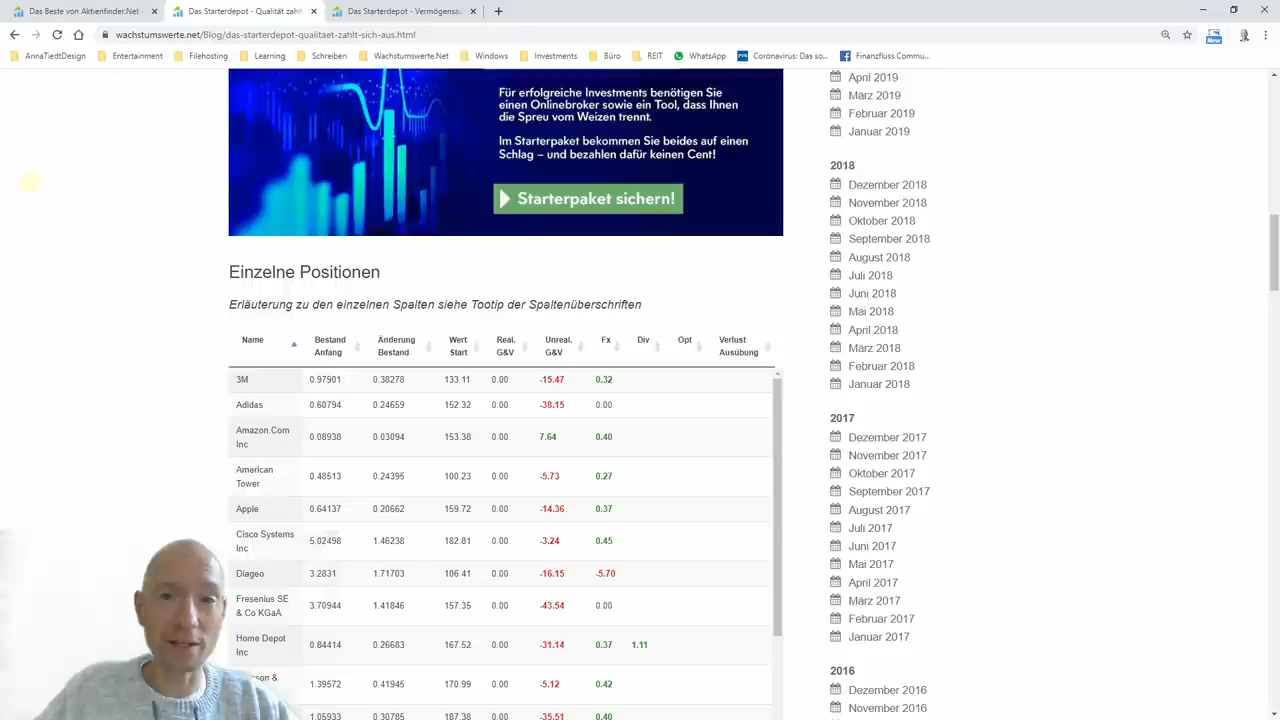 Das Beste von Aktienfinder.Net -
Das Starterdepot - Qualität zahlt
Das Starterdepot - Vermögensau
wachstumswerte.net/Blog/das-starterdepot-qualitaet-zahlt-sich-aus.html
New
AnnaTiedtDesign
Entertainment
Filehosting
Learning
Schreiben
Wachstumswerte.Net
Windows
Investments
Büro
REIT
WhatsApp
Coronavirus: Das so...
Finanzfluss Commu...
Für erfolgreiche Investments benötigen Sie
einen Onlinebroker sowie ein Tool, dass Ihnen
die Spreu vom Weizen trennt.
Im Starterpaket bekommen Sie beides auf einen
Schlag – und bezahlen dafür keinen Cent!
Starterpaket sichern!
Einzelne Positionen
Erläuterung zu den einzelnen Spalten siehe Tootip der Spaltenüberschriften
Name Bestand Anfang Änderung Bestand Wert Start Real. G&V Unreal. G&V Fx Div Opt Verlust Ausübung
3M 0.97901 0.38278 133.11 0.00 -15.47 0.32
Adidas 0.60794 0.24659 152.32 0.00 -38.15 0.00
Amazon.Com Inc 0.08938 0.03094 153.38 0.00 7.64 0.40
American Tower 0.48513 0.24395 100.23 0.00 -5.73 0.27
Apple 0.64137 0.20662 159.72 0.00 -14.36 0.37
Cisco Systems Inc 5.02498 1.46238 182.81 0.00 -3.24 0.45
Diageo 3.2831 1.71703 106.41 0.00 -16.15 -5.70
Fresenius SE & Co KGaA 3.70944 1.41846 157.35 0.00 -43.54 0.00
Home Depot Inc 0.84414 0.26683 167.52 0.00 -31.14 0.37 1.11
& 1.39572 0.41945 170.99 0.00 -5.12 0.42
1.05933 187.38 0.00 -35.51 0.40
April 2019
März 2019
Februar 2019
Januar 2019
2018
Dezember 2018
November 2018
Oktober 2018
September 2018
August 2018
Juli 2018
Juni 2018
Mai 2018
April 2018
März 2018
Februar 2018
Januar 2018
2017
Dezember 2017
November 2017
Oktober 2017
September 2017
August 2017
Juli 2017
Juni 2017
Mai 2017
April 2017
März 2017
Februar 2017
Januar 2017
2016
Dezember 2016
November 2016